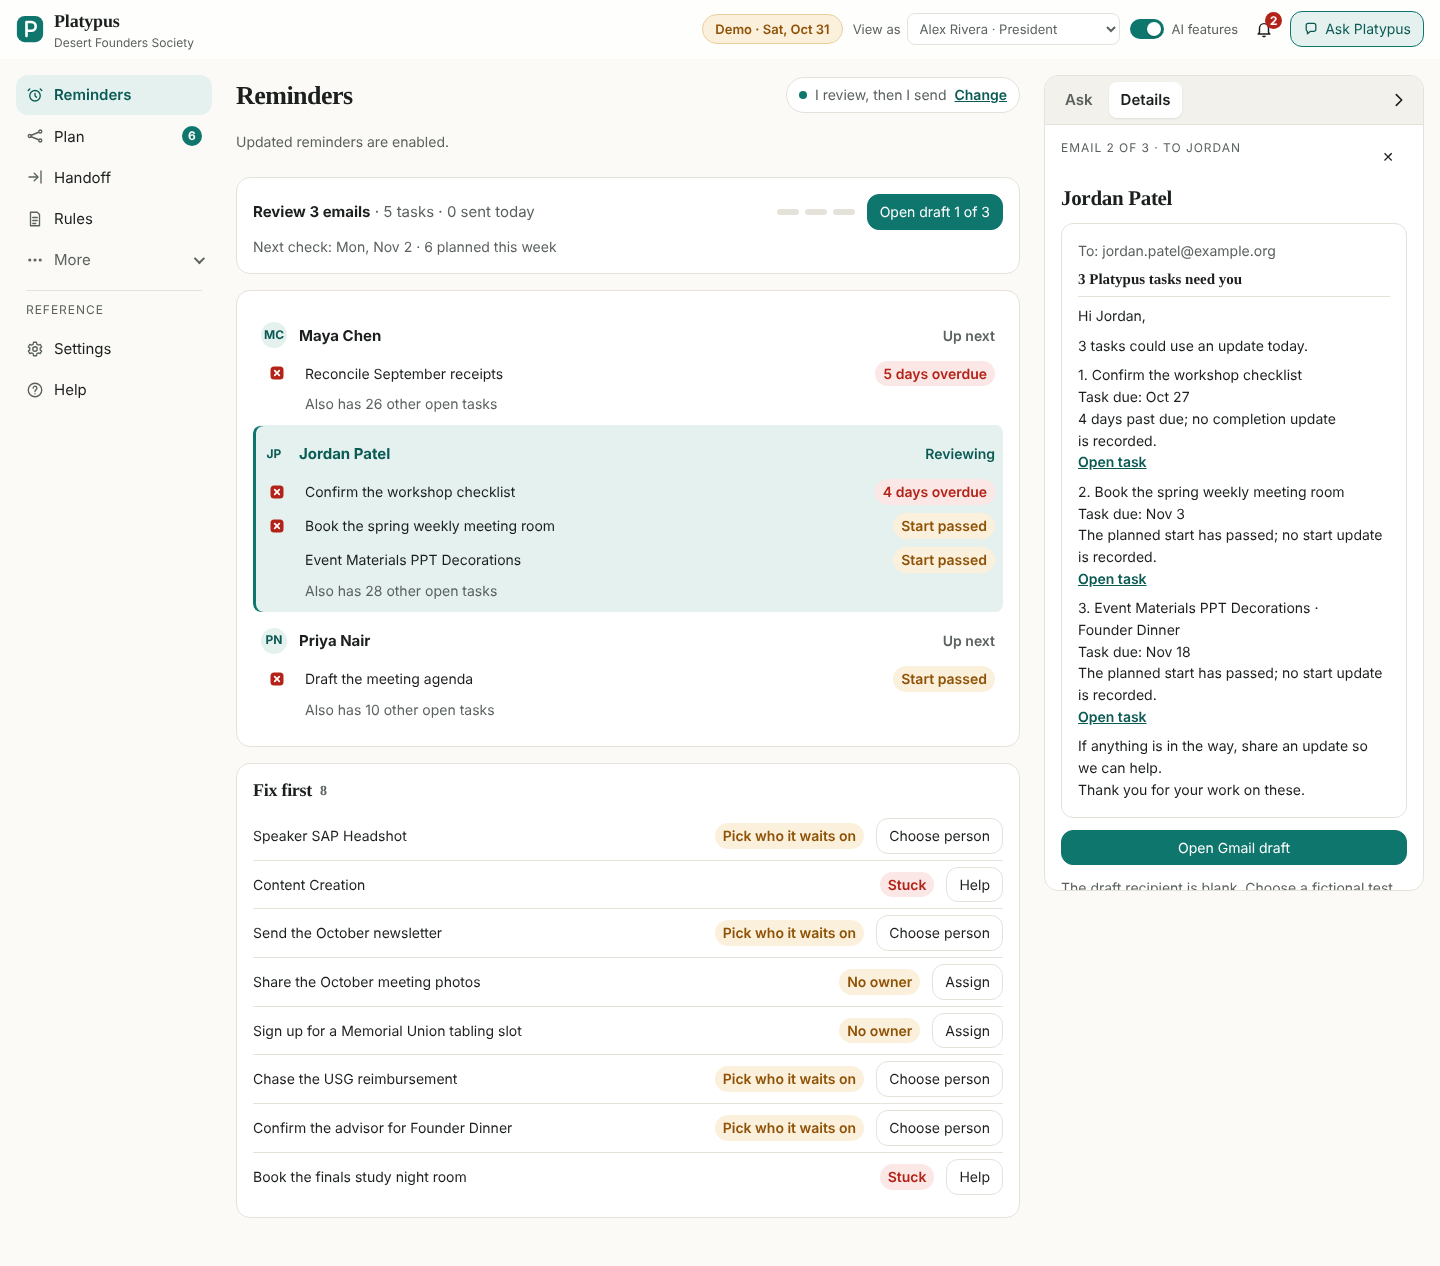 P
Platypus
Desert Founders Society
Demo · Sat, Oct 31
View as
Alex Rivera · President
AI features
2
Ask Platypus
Reminders
Plan
6
Handoff
Rules
More
REFERENCE
Settings
Help
Reminders
I review, then I send Change
Updated reminders are enabled.
Review 3 emails · 5 tasks · 0 sent today
Open draft 1 of 3
Next check: Mon, Nov 2 · 6 planned this week
MC Maya Chen Up next
Reconcile September receipts 5 days overdue
Also has 26 other open tasks
JP Jordan Patel Reviewing
Confirm the workshop checklist 4 days overdue
Book the spring weekly meeting room Start passed
Event Materials PPT Decorations Start passed
Also has 28 other open tasks
PN Priya Nair Up next
Draft the meeting agenda Start passed
Also has 10 other open tasks
Fix first 8
Speaker SAP Headshot Pick who it waits on Choose person
Content Creation Stuck Help
Send the October newsletter Pick who it waits on Choose person
Share the October meeting photos No owner Assign
Sign up for a Memorial Union tabling slot No owner Assign
Chase the USG reimbursement Pick who it waits on Choose person
Confirm the advisor for Founder Dinner Pick who it waits on Choose person
Book the finals study night room Stuck Help
Ask Details
EMAIL 2 OF 3 · TO JORDAN
Jordan Patel
To: jordan.patel@example.org
3 Platypus tasks need you
Hi Jordan,
3 tasks could use an update today.
1. Confirm the workshop checklist
Task due: Oct 27
4 days past due; no completion update
is recorded.
Open task
2. Book the spring weekly meeting room
Task due: Nov 3
The planned start has passed; no start update
is recorded.
Open task
3. Event Materials PPT Decorations ·
Founder Dinner
Task due: Nov 18
The planned start has passed; no start update
is recorded.
Open task
If anything is in the way, share an update so
we can help.
Thank you for your work on these.
Open Gmail draft
The draft recipient is blank. Choose a fictional test